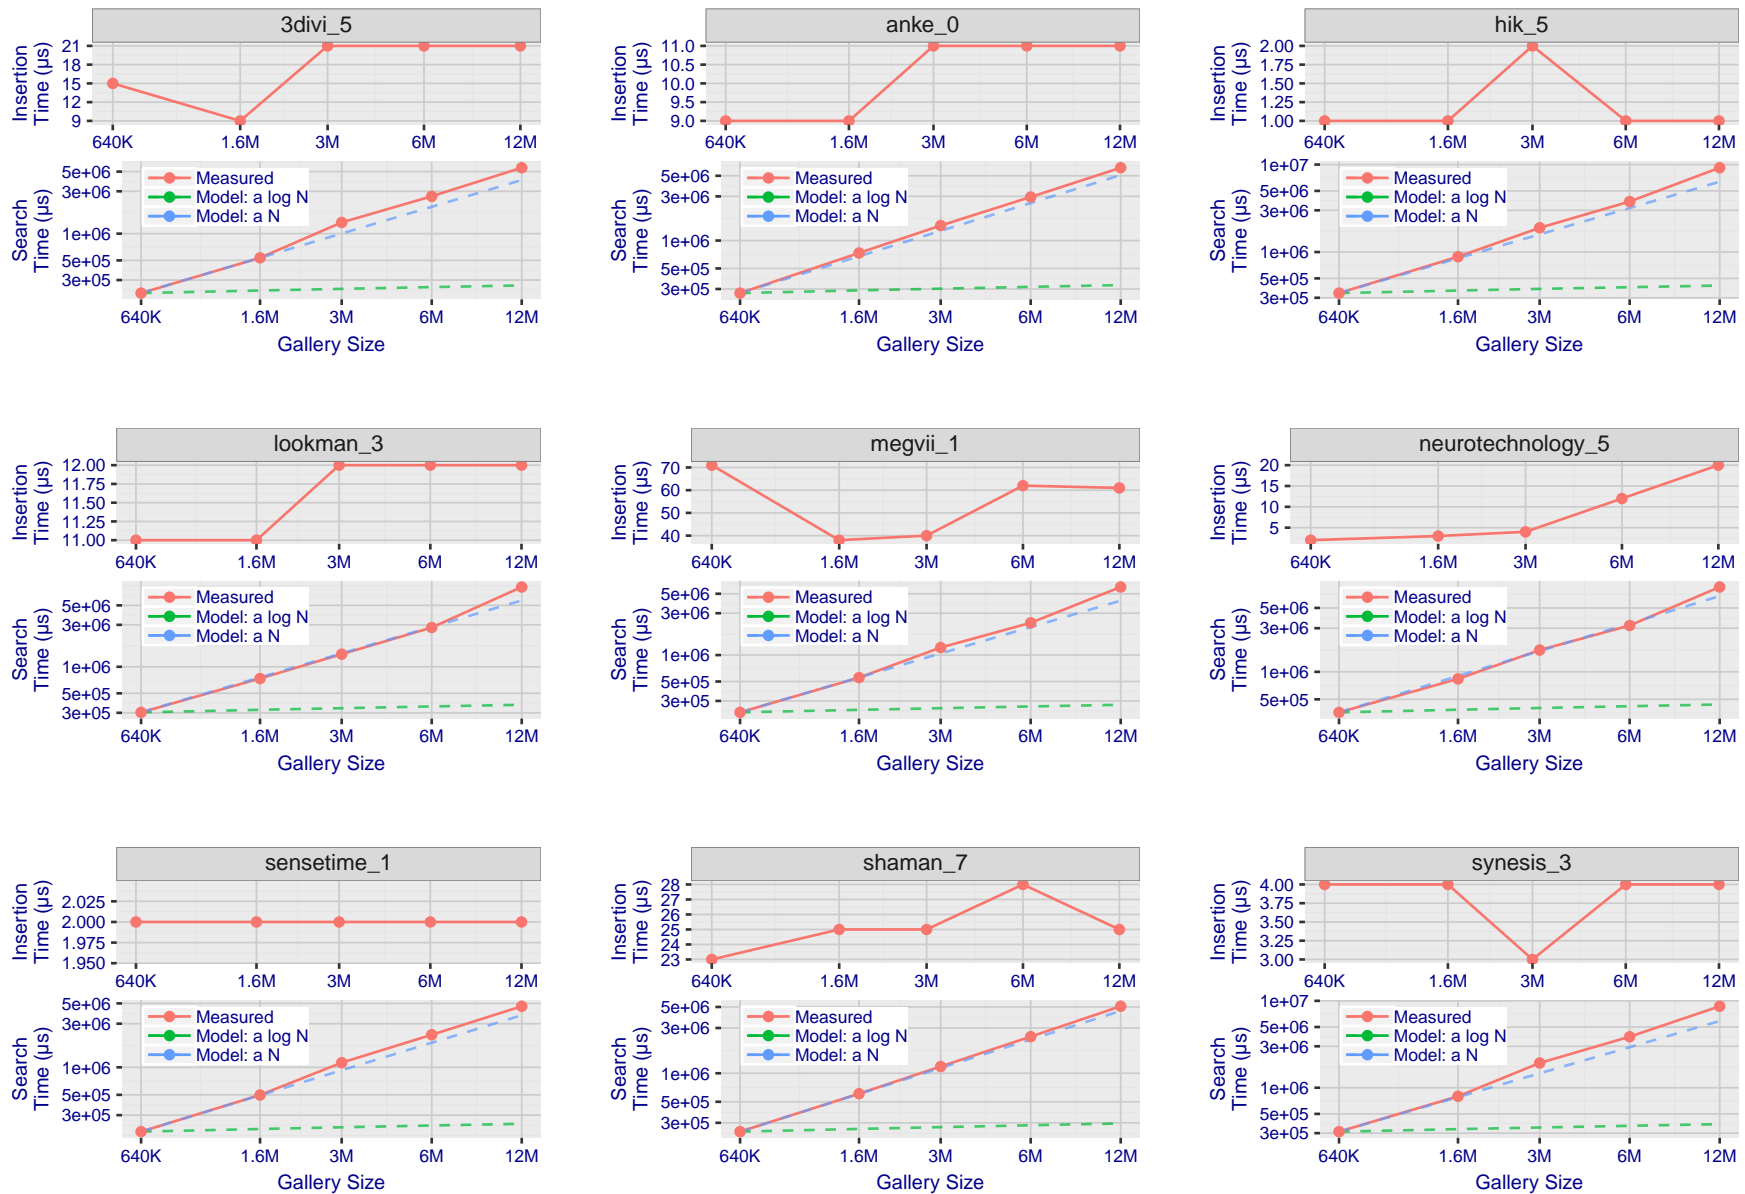 3divi_5
Insertion
Time (µs)
21
18
15
12
9
640K 1.6M 3M 6M 12M
Search
Time (µs)
5e+06
3e+06
1e+06
5e+05
3e+05
Measured
Model: a log N
Model: a N
640K 1.6M 3M 6M 12M
Gallery Size
anke_0
Insertion
Time (µs)
11.0
10.5
10.0
9.5
9.0
640K 1.6M 3M 6M 12M
Search
Time (µs)
5e+06
3e+06
1e+06
5e+05
3e+05
Measured
Model: a log N
Model: a N
640K 1.6M 3M 6M 12M
Gallery Size
hik_5
Insertion
Time (µs)
2.00
1.75
1.50
1.25
1.00
640K 1.6M 3M 6M 12M
Search
Time (µs)
1e+07
5e+06
3e+06
1e+06
5e+05
3e+05
Measured
Model: a log N
Model: a N
640K 1.6M 3M 6M 12M
Gallery Size
lookman_3
Insertion
Time (µs)
12.00
11.75
11.50
11.25
11.00
640K 1.6M 3M 6M 12M
Search
Time (µs)
5e+06
3e+06
1e+06
5e+05
3e+05
Measured
Model: a log N
Model: a N
640K 1.6M 3M 6M 12M
Gallery Size
megvii_1
Insertion
Time (µs)
70
60
50
40
640K 1.6M 3M 6M 12M
Search
Time (µs)
5e+06
3e+06
1e+06
5e+05
3e+05
Measured
Model: a log N
Model: a N
640K 1.6M 3M 6M 12M
Gallery Size
neurotechnology_5
Insertion
Time (µs)
20
15
10
5
640K 1.6M 3M 6M 12M
Search
Time (µs)
5e+06
3e+06
1e+06
5e+05
Measured
Model: a log N
Model: a N
640K 1.6M 3M 6M 12M
Gallery Size
sensetime_1
Insertion
Time (µs)
2.025
2.000
1.975
1.950
640K 1.6M 3M 6M 12M
Search
Time (µs)
5e+06
3e+06
1e+06
5e+05
3e+05
Measured
Model: a log N
Model: a N
640K 1.6M 3M 6M 12M
Gallery Size
shaman_7
Insertion
Time (µs)
28
27
26
25
24
23
640K 1.6M 3M 6M 12M
Search
Time (µs)
5e+06
3e+06
1e+06
5e+05
3e+05
Measured
Model: a log N
Model: a N
640K 1.6M 3M 6M 12M
Gallery Size
synesis_3
Insertion
Time (µs)
4.00
3.75
3.50
3.25
3.00
640K 1.6M 3M 6M 12M
Search
Time (µs)
1e+07
5e+06
3e+06
1e+06
5e+05
3e+05
Measured
Model: a log N
Model: a N
640K 1.6M 3M 6M 12M
Gallery Size